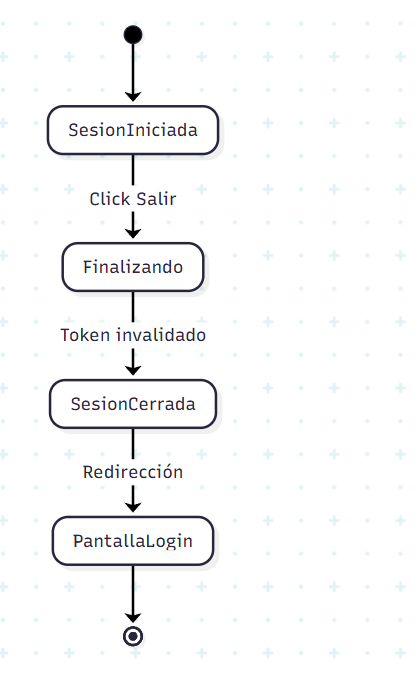 SesionIniciada
Click Salir
Finalizando
Token invalidado
SesionCerrada
Redirección
PantallaLogin